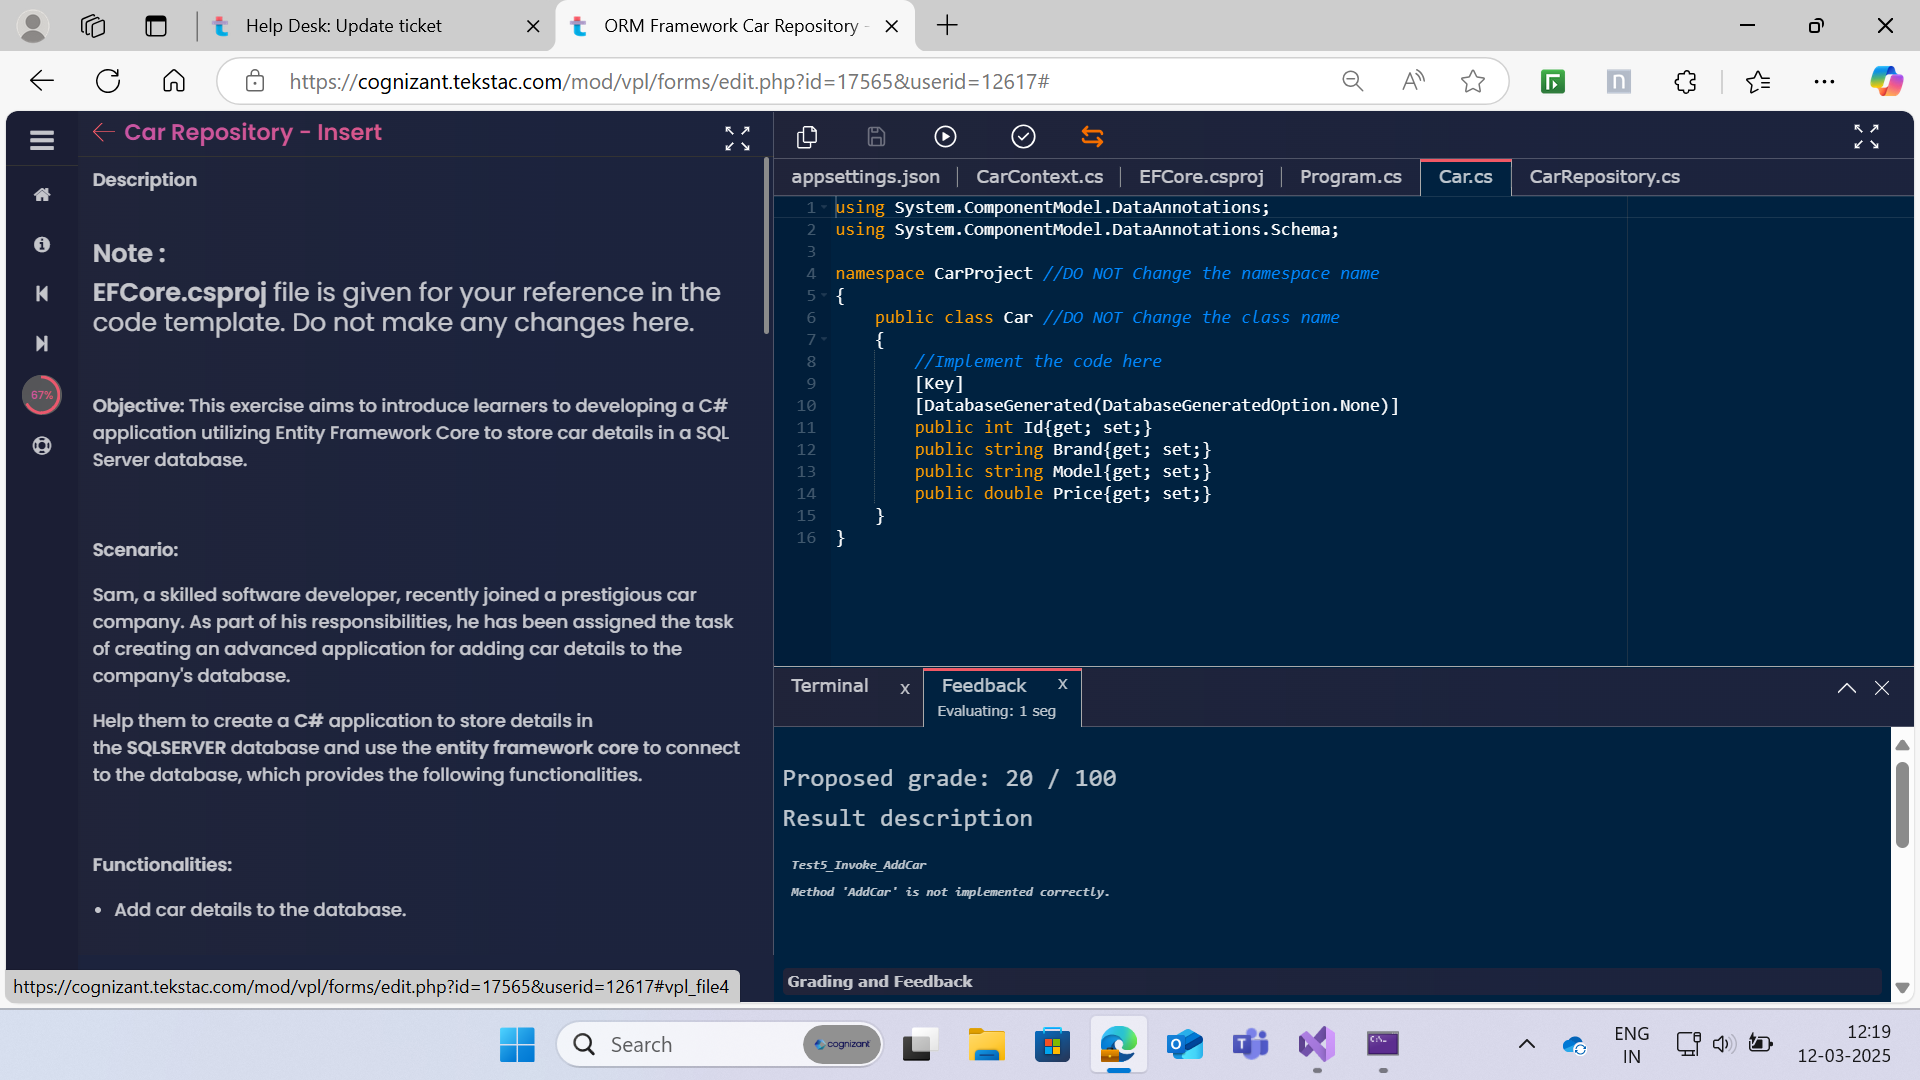 Help Desk: Update ticket
ORM Framework Car Repository -
https://cognizant.tekstac.com/mod/vpl/forms/edit.php?id=17565&userid=12617#
Car Repository - Insert
Description
Note :
EFCore.csproj file is given for your reference in the
code template. Do not make any changes here.
67%
Objective: This exercise aims to introduce learners to developing a C#
application utilizing Entity Framework Core to store car details in a SQL
Server database.
Scenario:
Sam, a skilled software developer, recently joined a prestigious car
company. As part of his responsibilities, he has been assigned the task
of creating an advanced application for adding car details to the
company's database.
Help them to create a C# application to store details in
the SQLSERVER database and use the entity framework core to connect
to the database, which provides the following functionalities.
Functionalities:
• Add car details to the database.
https://cognizant.tekstac.com/mod/vpl/forms/edit.php?id=17565&userid=12617#vpl_file4
appsettings.json
CarContext.cs
EFCore.csproj
Program.cs
Car.cs
CarRepository.cs
1 using System.ComponentModel.DataAnnotations;
2 using System.ComponentModel.DataAnnotations.Schema;
3
4 namespace CarProject //DO NOT Change the namespace name
5 {
6 public class Car //DO NOT Change the class name
7 {
8 //Implement the code here
9 [Key]
10 [DatabaseGenerated(DatabaseGeneratedOption.None)]
11 public int Id{get; set;}
12 public string Brand{get; set;}
13 public string Model{get; set;}
14 public double Price{get; set;}
15 }
16 }
Terminal x
Feedback x
Evaluating: 1 seg
Proposed grade: 20 / 100
Result description
Test5_Invoke_AddCar
Method 'AddCar' is not implemented correctly.
Grading and Feedback
Search
cognizant
ENG
IN
12:19
12-03-2025